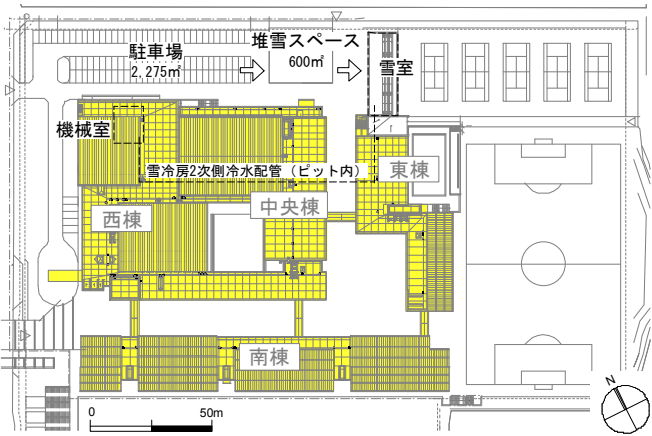 駐車場
2,275㎡
堆雪スペース
600㎡
雪室
機械室
雪冷房2次側冷水配管（ピット内）
東棟
中央棟
西棟
南棟
0
50m
N